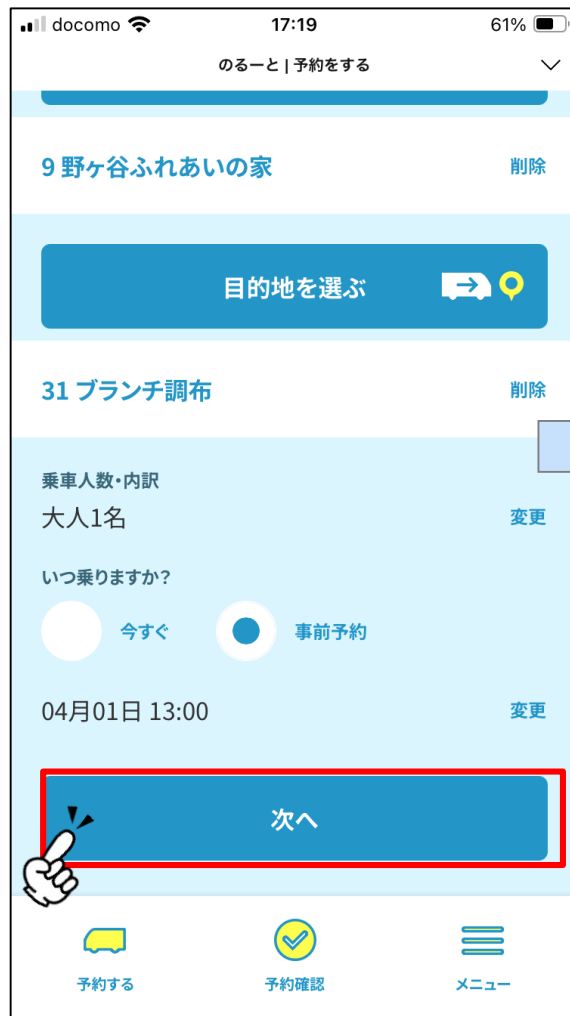 docomo 17:19 61%
のるーと | 予約をする
9 野ヶ谷ふれあいの家 削除
目的地を選ぶ
31 ブランチ調布 削除
乗車人数・内訳
大人1名 変更
いつ乗りますか?
今すぐ 事前予約
04月01日 13:00 変更
次へ
予約する 予約確認 メニュー